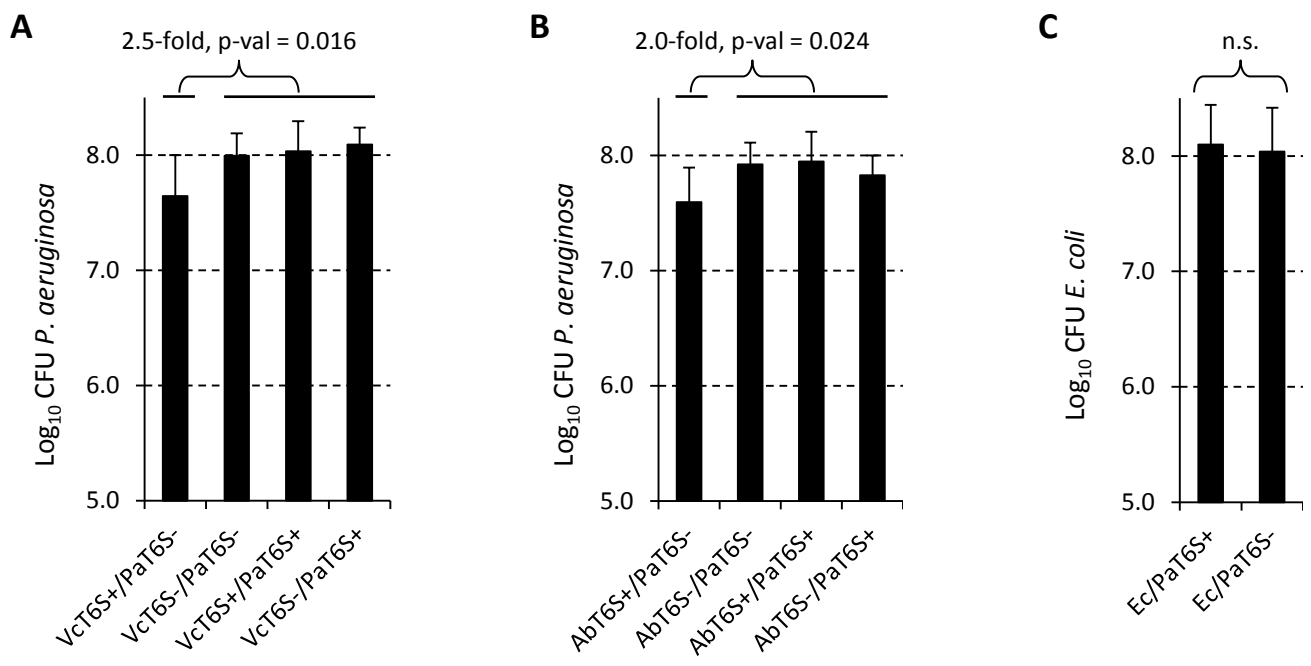 A
2.5-fold, p-val = 0.016
8.0
7.0
6.0
5.0
Log₁₀ CFU P. aeruginosa
VcT6S+/PaT6S-
VcT6S-/PaT6S-
VcT6S+/PaT6S+
VcT6S-/PaT6S+
B
2.0-fold, p-val = 0.024
8.0
7.0
6.0
5.0
Log₁₀ CFU P. aeruginosa
AbT6S+/PaT6S-
AbT6S-/PaT6S-
AbT6S+/PaT6S+
AbT6S-/PaT6S+
C
n.s.
8.0
7.0
6.0
5.0
Log₁₀ CFU E. coli
Ec/PaT6S+
Ec/PaT6S-